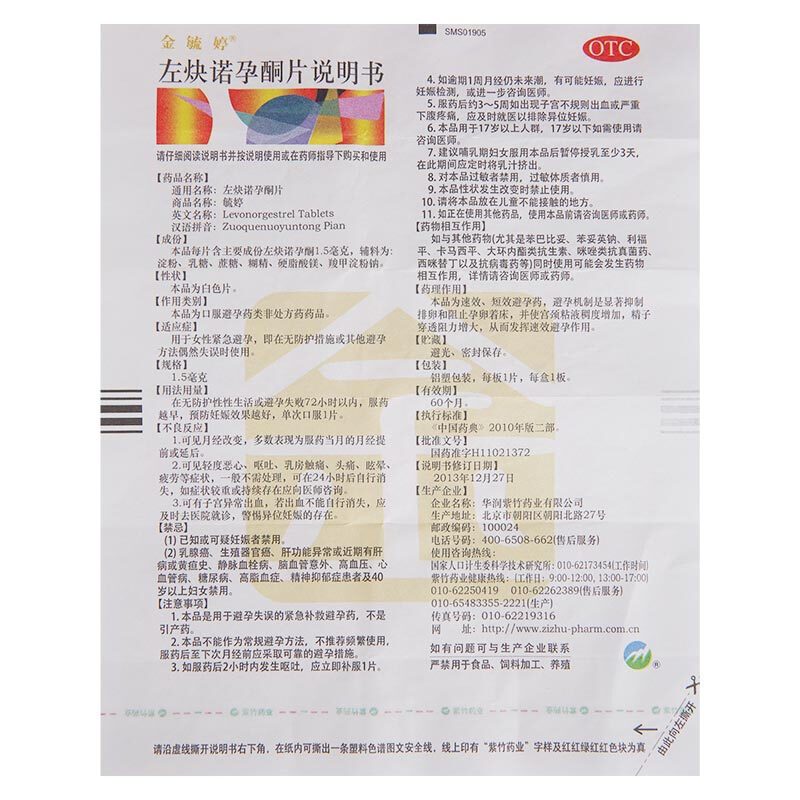 SMS01905
金毓婷®
左炔诺孕酮片说明书
OTC
请仔细阅读说明书并按说明使用或在药师指导下购买和使用
【药品名称】
通用名称：左炔诺孕酮片
商品名称：毓婷
英文名称：Levonorgestrel Tablets
汉语拼音：Zuoquenuoyuntong Pian
【成份】
本品每片含主要成份左炔诺孕酮1.5毫克，辅料为：
淀粉、乳糖、蔗糖、糊精、硬脂酸镁、羧甲淀粉钠。
【性状】
本品为白色片。
【作用类别】
本品为口服避孕药类非处方药药品。
【适应症】
用于女性紧急避孕，即在无防护措施或其他避孕
方法偶然失误时使用。
【规格】
1.5毫克
【用法用量】
在无防护性性生活或避孕失败72小时以内，服药
越早，预防妊娠效果越好，单次口服1片。
【不良反应】
1.可见月经改变，多数表现为服药当月的月经提
前或延后。
2.可见轻度恶心、呕吐、乳房触痛、头痛、眩晕、
疲劳等症状，一般不需处理，可在24小时后自行消
失，如症状较重或持续存在应向医师咨询。
3.可有子宫异常出血，若出血不能自行消失，应
及时去医院就诊，警惕异位妊娠的存在。
【禁忌】
(1) 已知或可疑妊娠者禁用。
(2) 乳腺癌、生殖器官癌、肝功能异常或近期有肝
病或黄疸史、静脉血栓病、脑血管意外、高血压、心
血管病、糖尿病、高脂血症、精神抑郁症患者及40
岁以上妇女禁用。
【注意事项】
1. 本品是用于避孕失误的紧急补救避孕药，不是
引产药。
2. 本品不能作为常规避孕方法，不推荐频繁使用，
服药后至下次月经前应采取可靠的避孕措施。
3. 如服药后2小时内发生呕吐，应立即补服1片。
4. 如逾期1周月经仍未来潮，有可能妊娠，应进行
妊娠检测，或进一步咨询医师。
5. 服药后约3～5周如出现子宫不规则出血或严重
下腹疼痛，应及时就医以排除异位妊娠。
6. 本品用于17岁以上人群，17岁以下如需使用请
咨询医师。
7. 建议哺乳期妇女服用本品后暂停授乳至少3天，
在此期间应定时将乳汁挤出。
8. 对本品过敏者禁用，过敏体质者慎用。
9. 本品性状发生改变时禁止使用。
10. 请将本品放在儿童不能接触的地方。
11. 如正在使用其他药品，使用本品前请咨询医师或药师。
【药物相互作用】
如与其他药物(尤其是苯巴比妥、苯妥英钠、利福
平、卡马西平、大环内酯类抗生素、咪唑类抗真菌药、
西咪替丁以及抗病毒药等)同时使用可能会发生药物
相互作用，详情请咨询医师或药师。
【药理作用】
本品为速效、短效避孕药，避孕机制是显著抑制
排卵和阻止孕卵着床，并使宫颈粘液稠度增加，精子
穿透阻力增大，从而发挥速效避孕作用。
【贮藏】
避光、密封保存。
【包装】
铝塑包装，每板1片，每盒1板。
【有效期】
60个月。
【执行标准】
《中国药典》2010年版二部。
【批准文号】
国药准字H11021372
【说明书修订日期】
2013年12月27日
【生产企业】
企业名称：华润紫竹药业有限公司
生产地址：北京市朝阳区朝阳北路27号
邮政编码：100024
电话号码：400-6508-662(售后服务)
使用咨询热线：
国家人口计生委科学技术研究所：010-62173454(工作时间)
紫竹药业健康热线：(工作日：9:00-12:00, 13:00-17:00)
010-62250419 010-62262389(售后服务)
010-65483355-2221(生产)
传真号码：010-62219316
网 址：http://www.zizhu-pharm.com.cn
如有问题可与生产企业联系
严禁用于食品、饲料加工、养殖
®
由此向左撕开
请沿虚线撕开说明书右下角，在纸内可撕出一条塑料色谱图文安全线，线上印有“紫竹药业”字样及红红绿红红色块为真